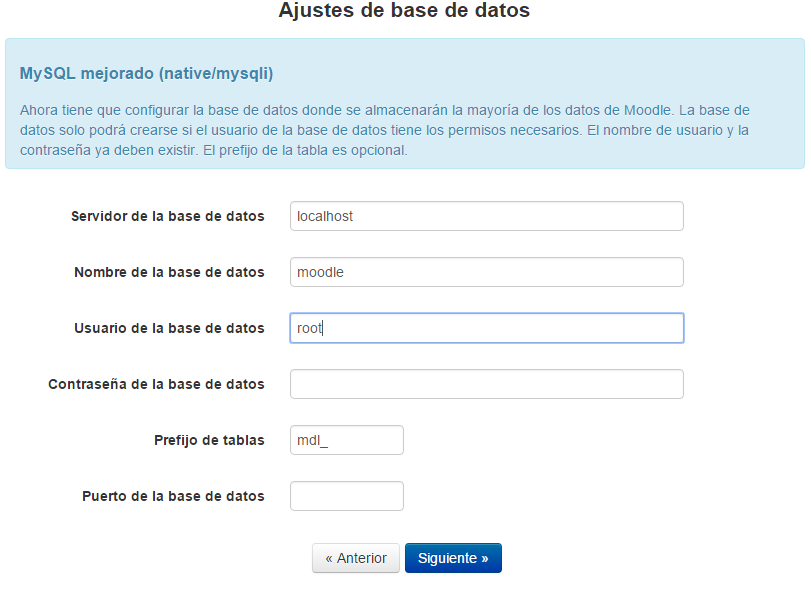 Ajustes de base de datos
MySQL mejorado (native/mysqli)
Ahora tiene que configurar la base de datos donde se almacenarán la mayoría de los datos de Moodle. La base de
datos solo podrá crearse si el usuario de la base de datos tiene los permisos necesarios. El nombre de usuario y la
contraseña ya deben existir. El prefijo de la tabla es opcional.
Servidor de la base de datos localhost
Nombre de la base de datos moodle
Usuario de la base de datos root
Contraseña de la base de datos
Prefijo de tablas mdl_
Puerto de la base de datos
« Anterior Siguiente »